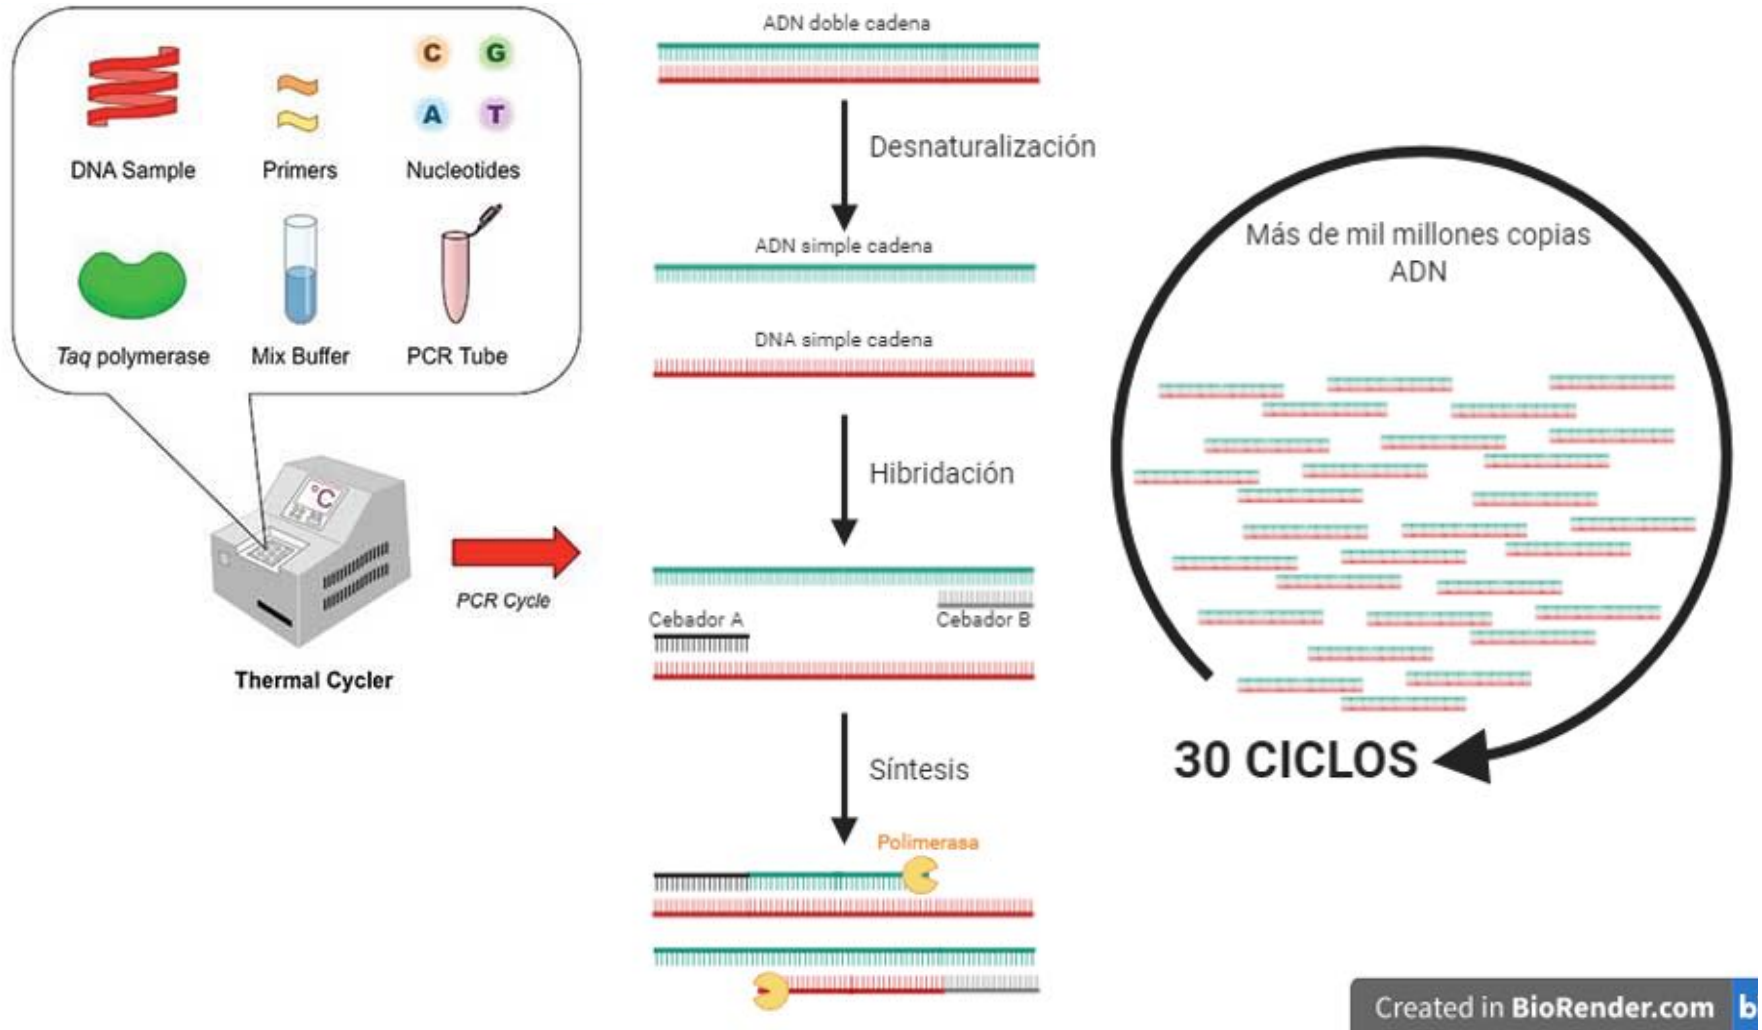 C G
A T
DNA Sample
Primers
Nucleotides
Taq polymerase
Mix Buffer
PCR Tube
°C
Thermal Cycler
PCR Cycle
ADN doble cadena
Desnaturalización
ADN simple cadena
DNA simple cadena
Hibridación
Cebador A
Cebador B
Síntesis
Polimerasa
Más de mil millones copias
ADN
30 CICLOS
Created in BioRender.com